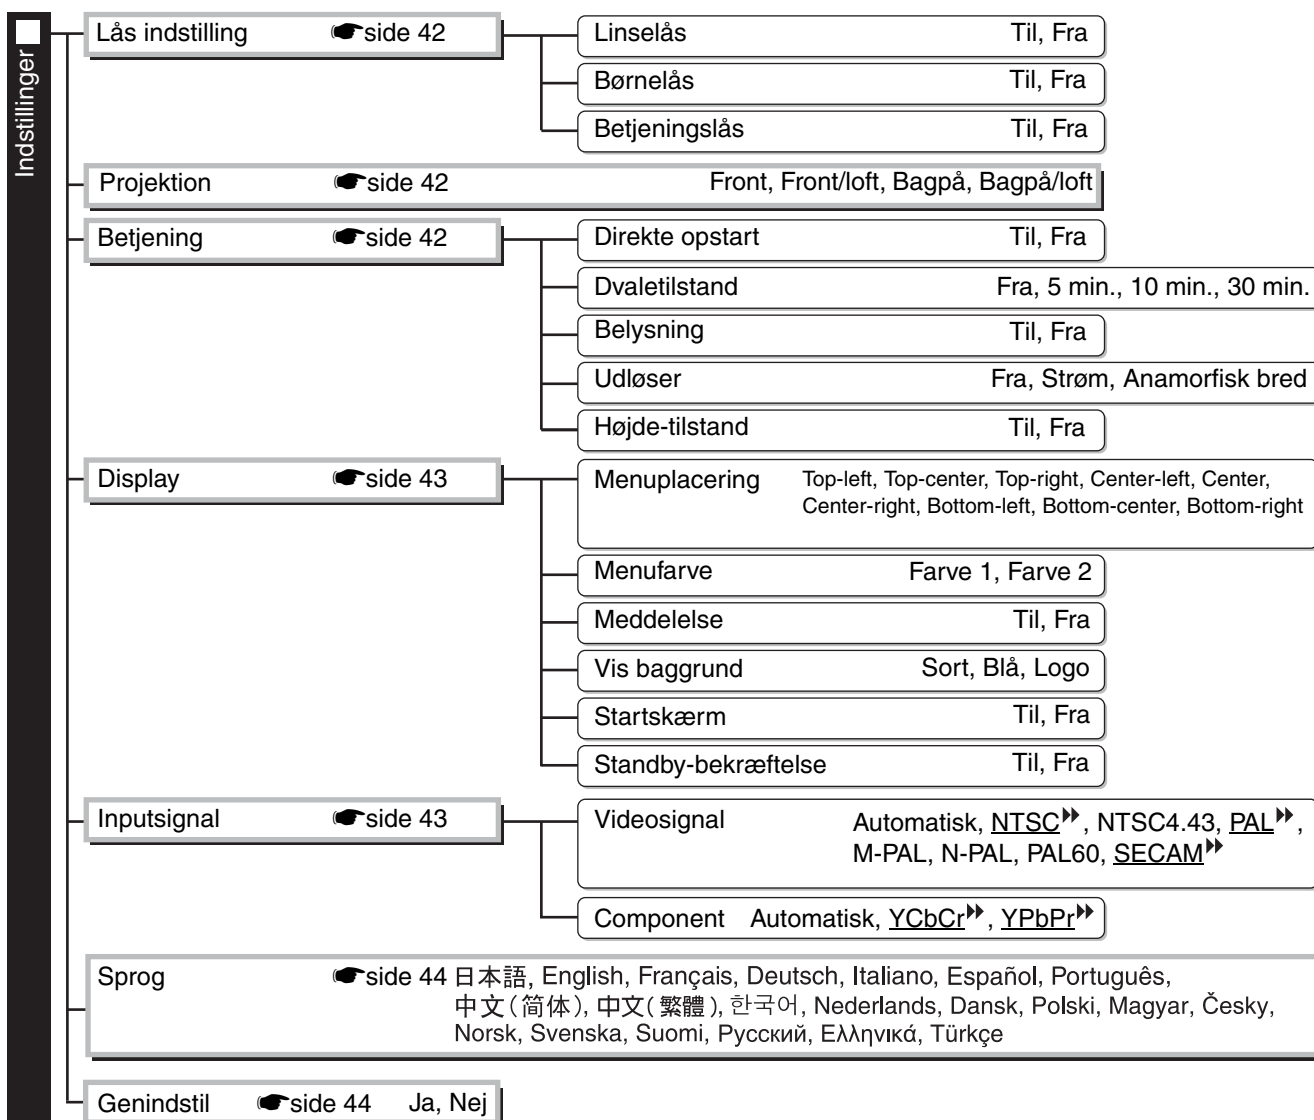 Indstillinger
Lås indstilling ☛side 42
Linselås Til, Fra
Børnelås Til, Fra
Betjeningslås Til, Fra
Projektion ☛side 42 Front, Front/loft, Bagpå, Bagpå/loft
Betjening ☛side 42
Direkte opstart Til, Fra
Dvaletilstand Fra, 5 min., 10 min., 30 min.
Belysning Til, Fra
Udløser Fra, Strøm, Anamorfisk bred
Højde-tilstand Til, Fra
Display ☛side 43
Menuplacering Top-left, Top-center, Top-right, Center-left, Center,
Center-right, Bottom-left, Bottom-center, Bottom-right
Menufarve Farve 1, Farve 2
Meddelelse Til, Fra
Vis baggrund Sort, Blå, Logo
Startskærm Til, Fra
Standby-bekræftelse Til, Fra
Inputsignal ☛side 43
Videosignal Automatisk, NTSC, NTSC4.43, PAL,
M-PAL, N-PAL, PAL60, SECAM
Component Automatisk, YCbCr, YPbPr
Sprog ☛side 44 日本語, English, Français, Deutsch, Italiano, Español, Português,
中文(简体), 中文(繁體), 한국어, Nederlands, Dansk, Polski, Magyar, Česky,
Norsk, Svenska, Suomi, Русский, Ελληνικά, Türkçe
Genindstil ☛side 44 Ja, Nej